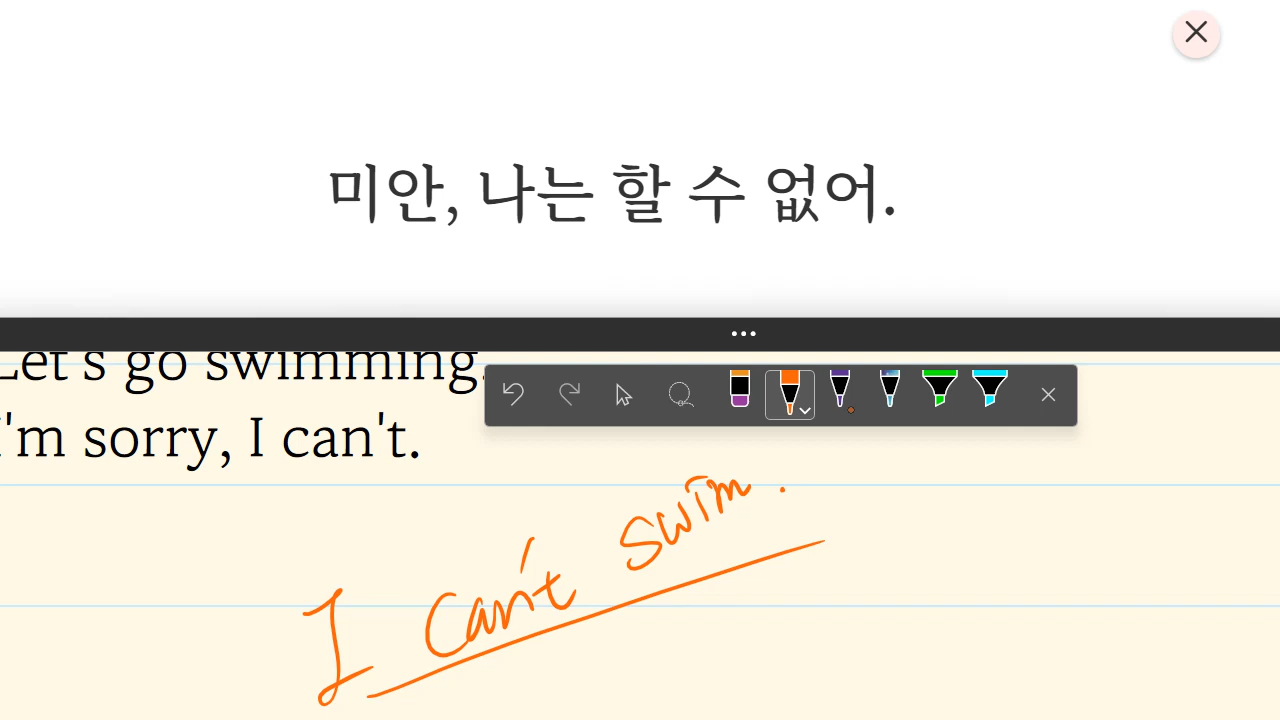 미안, 나는 할 수 없어.
Let's go swimming.
I'm sorry, I can't.
I can't swim.